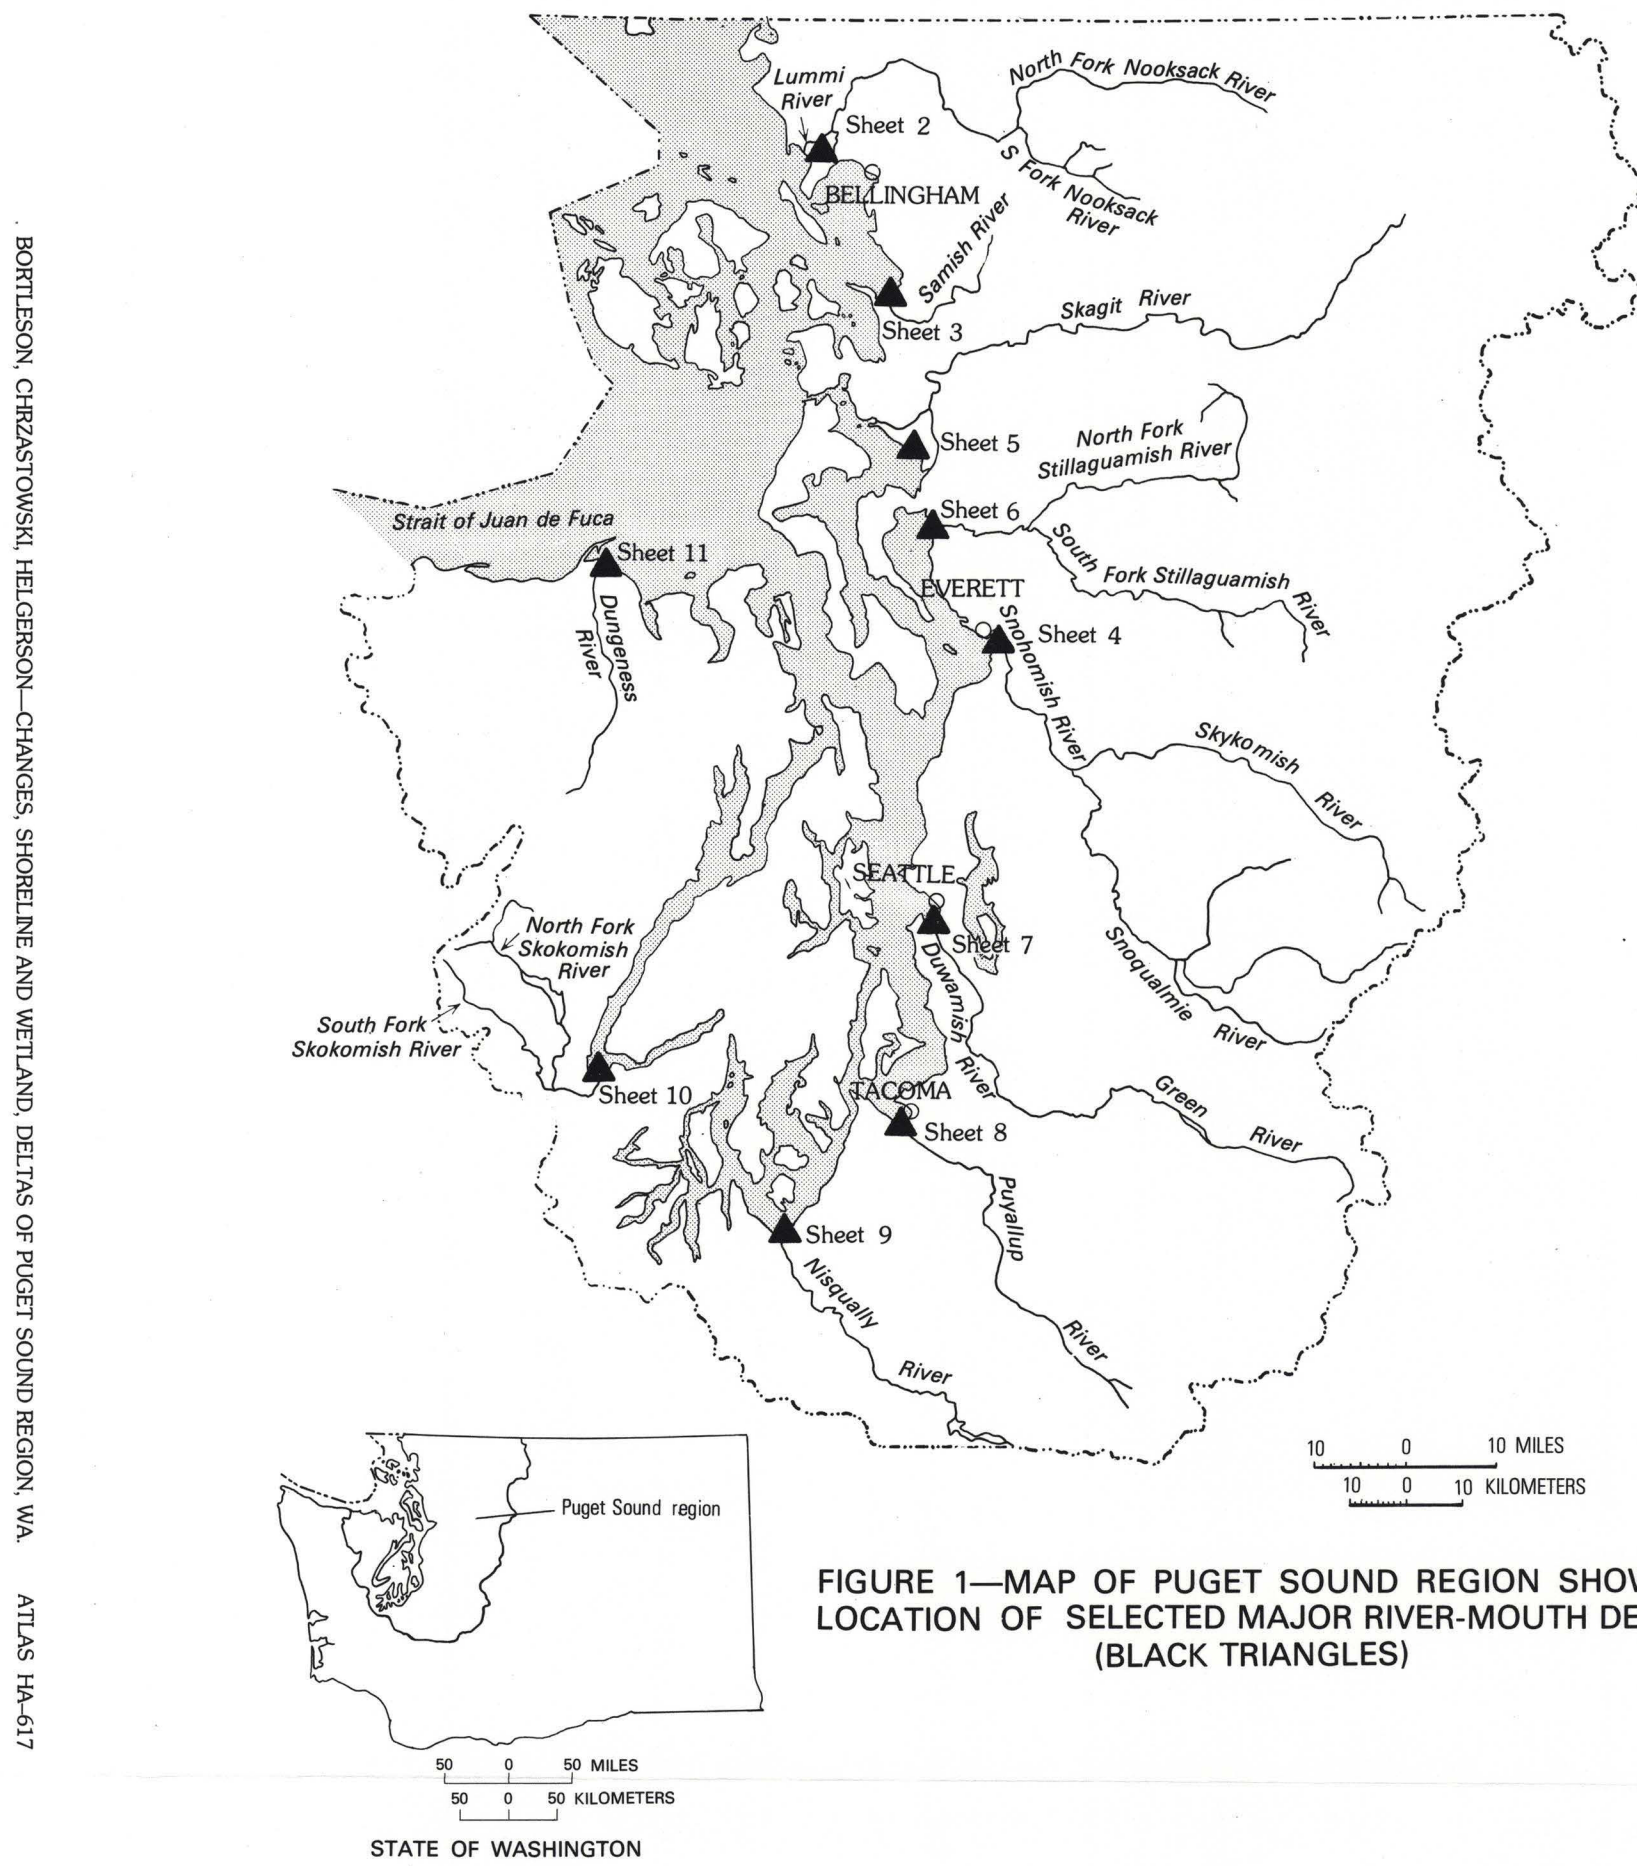 BORTLESON, CHRZASTOWSKI, HELGERSON—CHANGES, SHORELINE AND WETLAND, DELTAS OF PUGET SOUND REGION, WA. ATLAS HA–617
North Fork Nooksack River
Lummi
River
Sheet 2
S Fork Nooksack
River
BELLINGHAM
Samish River
Skagit River
Sheet 3
North Fork
Stillaguamish River
Sheet 5
Sheet 6
Strait of Juan de Fuca
Sheet 11
South Fork Stillaguamish River
EVERETT
Dungeness
River
Sheet 4
Snohomish River
Skykomish River
SEATTLE
North Fork
Skokomish
River
Sheet 7
Duwamish River
Snoqualmie River
South Fork
Skokomish River
Sheet 10
TACOMA
Green River
Sheet 8
Puyallup River
Sheet 9
Nisqually River
10 0 10 MILES
10 0 10 KILOMETERS
Puget Sound region
FIGURE 1—MAP OF PUGET SOUND REGION
LOCATION OF SELECTED MAJOR RIVER-MOUTH
(BLACK TRIANGLES)
50 0 50 MILES
50 0 50 KILOMETERS
STATE OF WASHINGTON